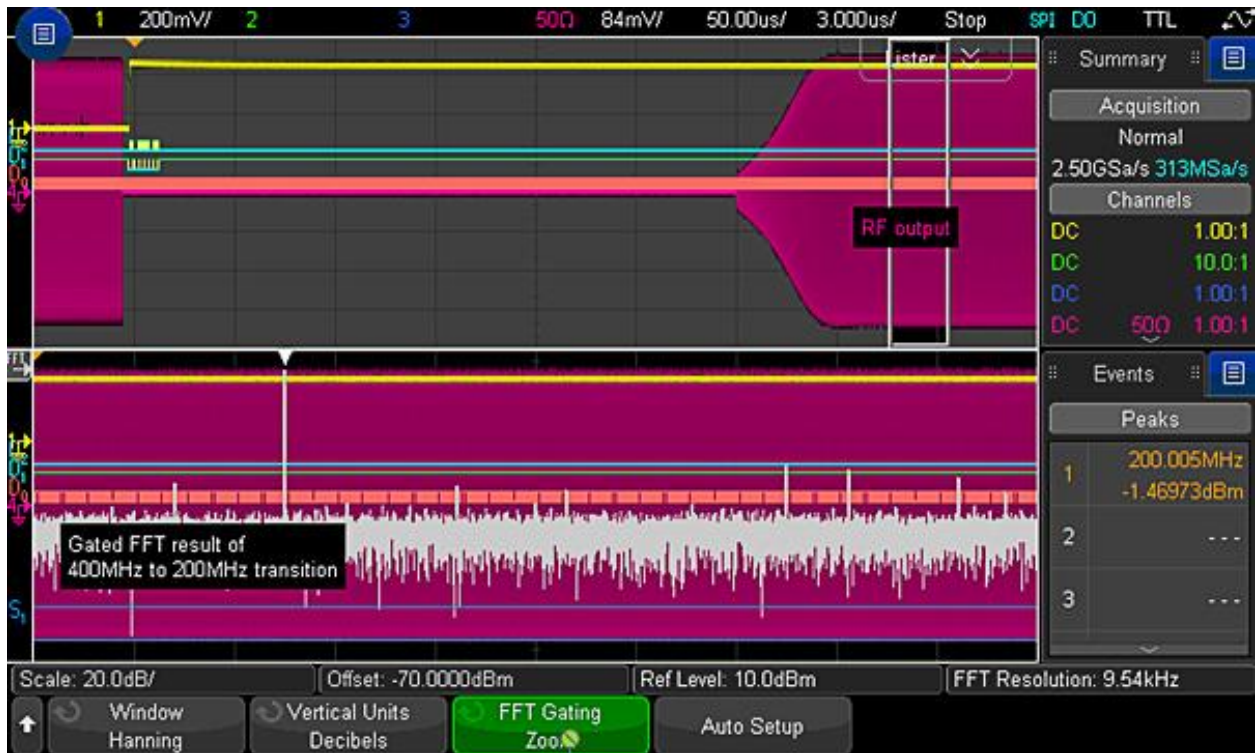 1 200mV/ 2 3 50Ω 84mV/ 50.00us/ 3.000us/ Stop SPI D0 TTL
Lister
RF output
Summary
Acquisition
Normal
2.50GSa/s 313MSa/s
Channels
DC 1.00:1
DC 10.0:1
DC 1.00:1
DC 50Ω 1.00:1
Gated FFT result of
400MHz to 200MHz transition
S1
Events
Peaks
1 200.005MHz
-1.46973dBm
2 ---
3 ---
Scale: 20.0dB/ Offset: -70.0000dBm Ref Level: 10.0dBm FFT Resolution: 9.54kHz
Window
Hanning
Vertical Units
Decibels
FFT Gating
Zoom
Auto Setup